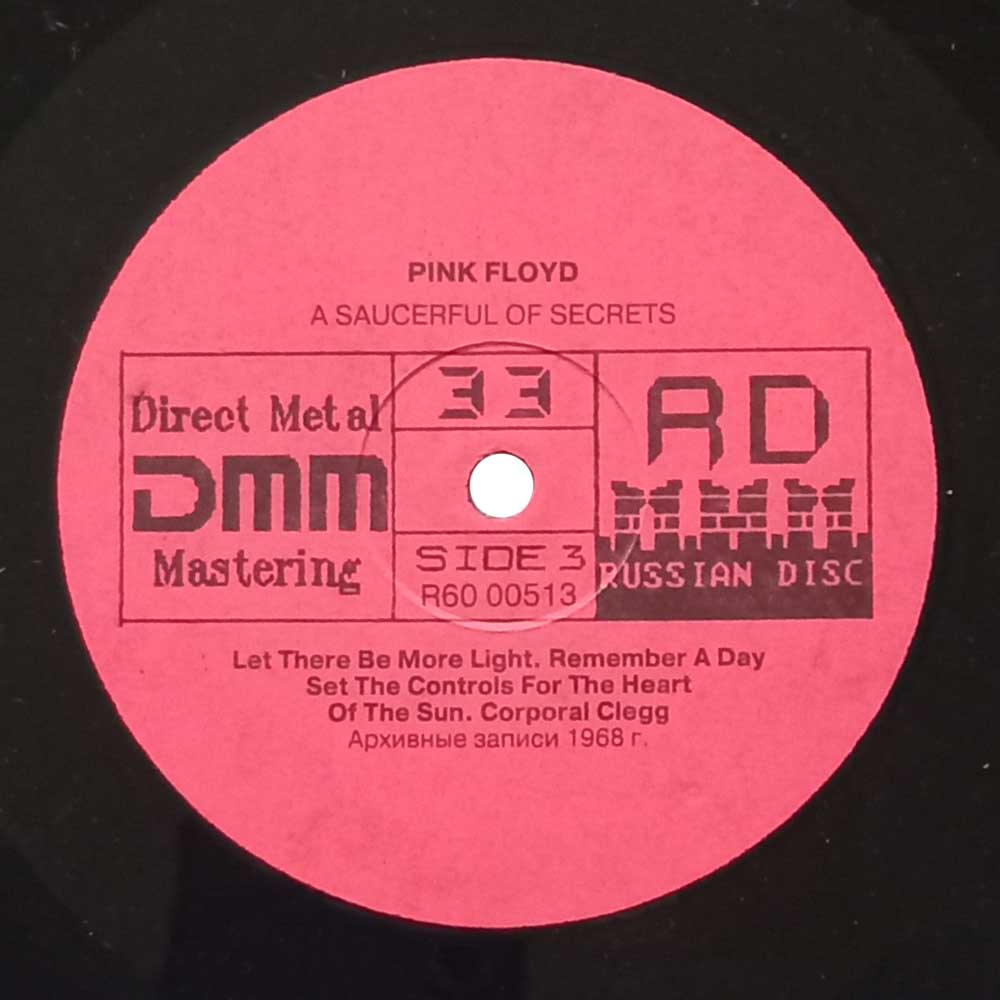 PINK FLOYD
A SAUCERFUL OF SECRETS
Direct Metal
DMM
Mastering
33
SIDE 3
R60 00513
RD
RUSSIAN DISC
Let There Be More Light. Remember A Day
Set The Controls For The Heart
Of The Sun. Corporal Clegg
Архивные записи 1968 г.